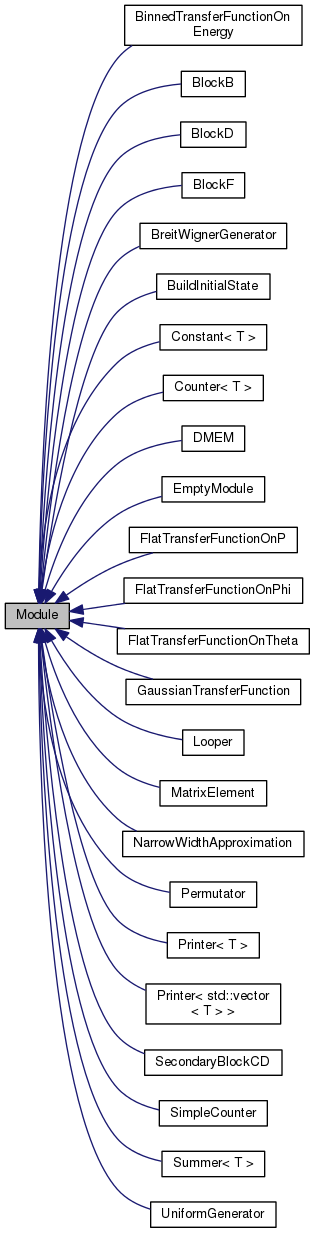 BinnedTransferFunctionOn
Energy
BlockB
BlockD
BlockF
BreitWignerGenerator
BuildInitialState
Constant< T >
Counter< T >
DMEM
EmptyModule
FlatTransferFunctionOnP
FlatTransferFunctionOnPhi
Module
FlatTransferFunctionOnTheta
GaussianTransferFunction
Looper
MatrixElement
NarrowWidthApproximation
Permutator
Printer< T >
Printer< std::vector
< T > >
SecondaryBlockCD
SimpleCounter
Summer< T >
UniformGenerator